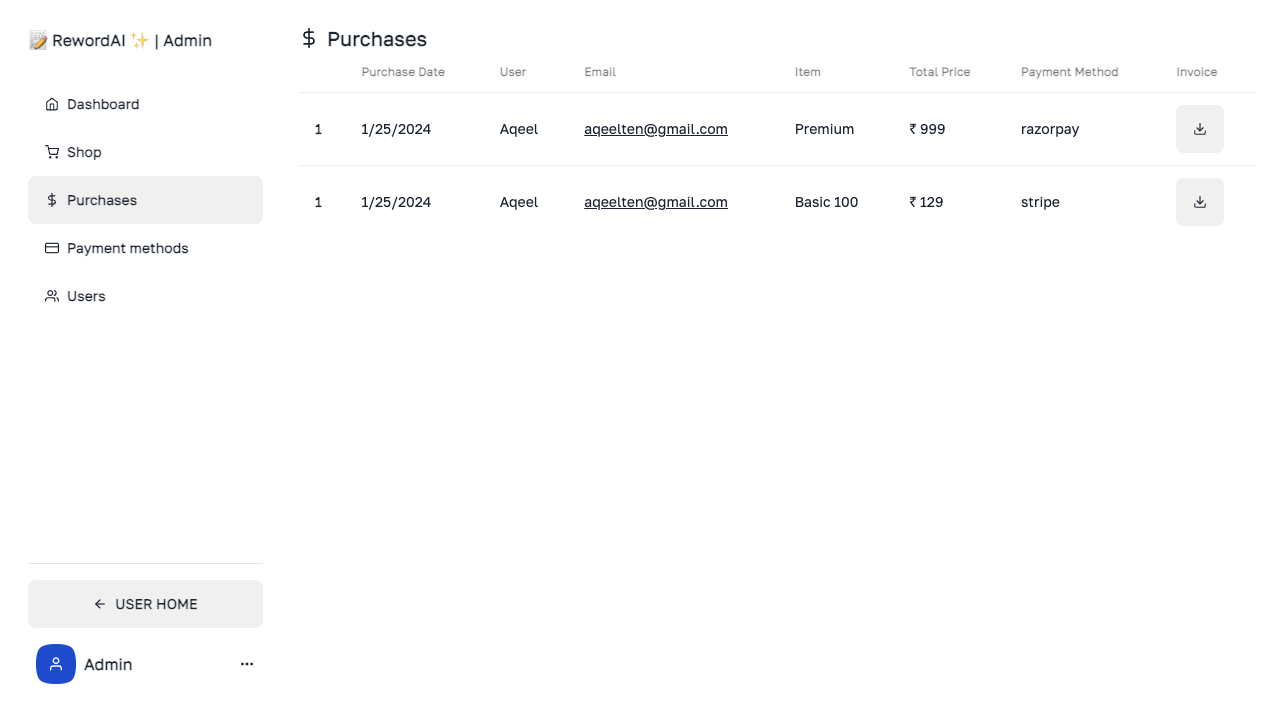 📝 RewordAI ✨ | Admin
Dashboard
Shop
Purchases
Payment methods
Users
USER HOME
Admin
Purchases
Purchase Date User Email Item Total Price Payment Method Invoice
1 1/25/2024 Aqeel aqeelten@gmail.com Premium ₹ 999 razorpay
1 1/25/2024 Aqeel aqeelten@gmail.com Basic 100 ₹ 129 stripe